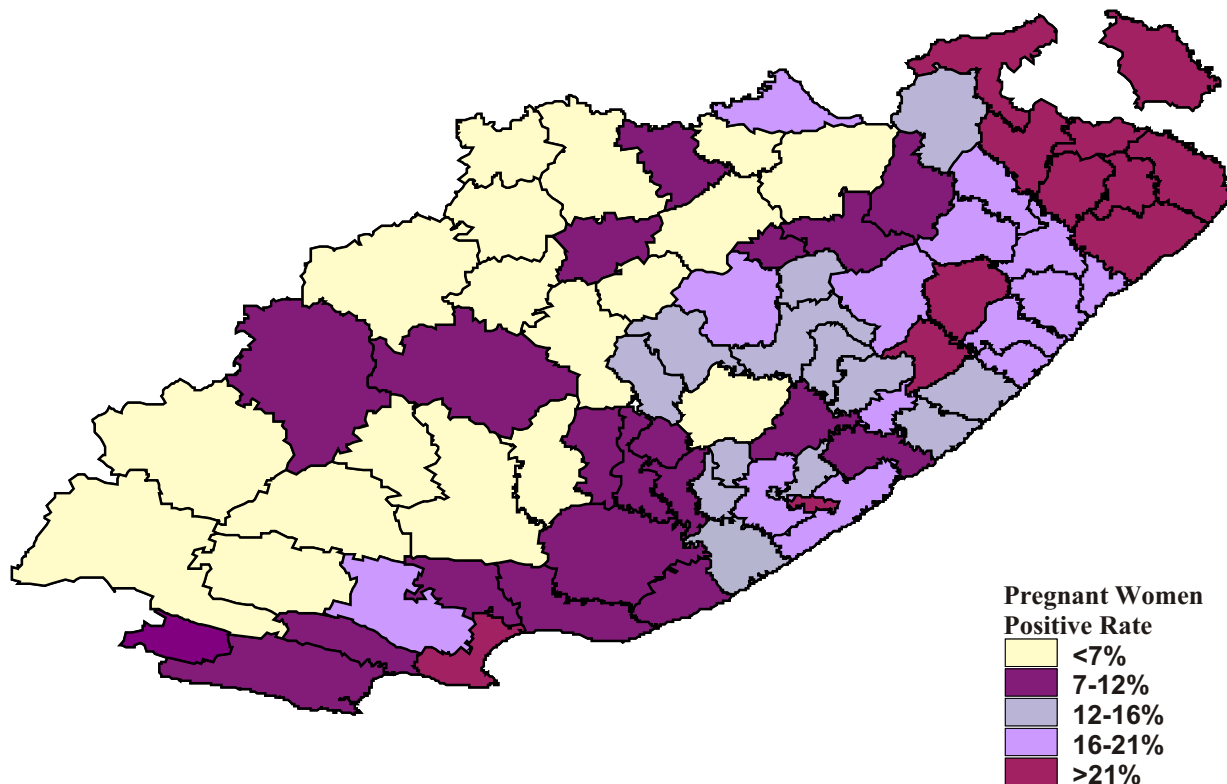 Pregnant Women
Positive Rate
<7%
7-12%
12-16%
16-21%
>21%